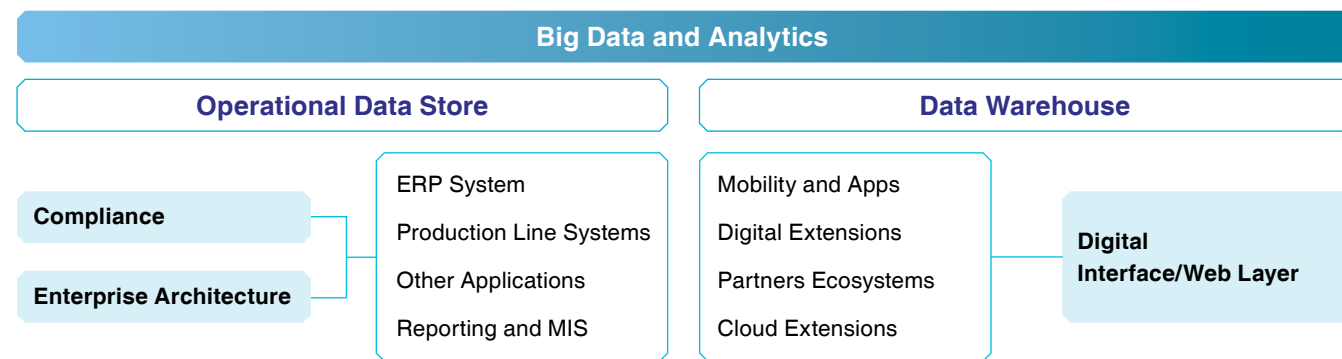 Big Data and Analytics
Operational Data Store
Data Warehouse
Compliance
Enterprise Architecture
ERP System
Production Line Systems
Other Applications
Reporting and MIS
Mobility and Apps
Digital Extensions
Partners Ecosystems
Cloud Extensions
Digital
Interface/Web Layer